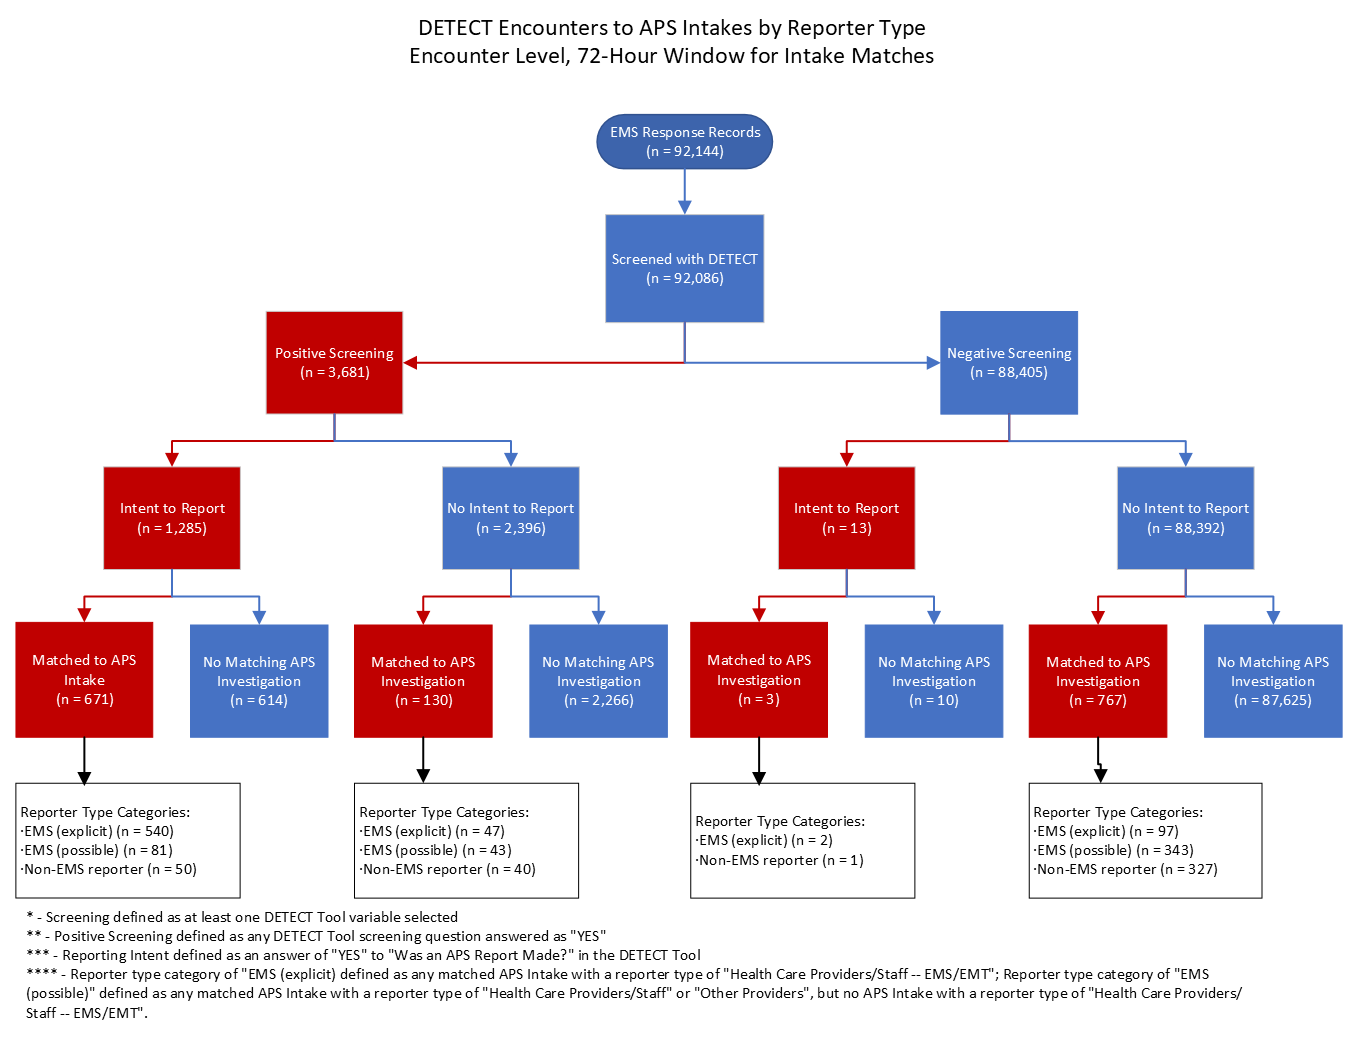 DETECT Encounters to APS Intakes by Reporter Type
Encounter Level, 72-Hour Window for Intake Matches
EMS Response Records
(n = 92,144)
Screened with DETECT
(n = 92,086)
Positive Screening
(n = 3,681)
Negative Screening
(n = 88,405)
Intent to Report
(n = 1,285)
No Intent to Report
(n = 2,396)
Intent to Report
(n = 13)
No Intent to Report
(n = 88,392)
Matched to APS
Intake
(n = 671)
No Matching APS
Investigation
(n = 614)
Matched to APS
Investigation
(n = 130)
No Matching APS
Investigation
(n = 2,266)
Matched to APS
Investigation
(n = 3)
No Matching APS
Investigation
(n = 10)
Matched to APS
Investigation
(n = 767)
No Matching APS
Investigation
(n = 87,625)
Reporter Type Categories:
·EMS (explicit) (n = 540)
·EMS (possible) (n = 81)
·Non-EMS reporter (n = 50)
Reporter Type Categories:
·EMS (explicit) (n = 47)
·EMS (possible) (n = 43)
·Non-EMS reporter (n = 40)
Reporter Type Categories:
·EMS (explicit) (n = 2)
·Non-EMS reporter (n = 1)
Reporter Type Categories:
·EMS (explicit) (n = 97)
·EMS (possible) (n = 343)
·Non-EMS reporter (n = 327)
* - Screening defined as at least one DETECT Tool variable selected
** - Positive Screening defined as any DETECT Tool screening question answered as "YES"
*** - Reporting Intent defined as an answer of "YES" to "Was an APS Report Made?" in the DETECT Tool
**** - Reporter type category of "EMS (explicit) defined as any matched APS Intake with a reporter type of "Health Care Providers/Staff -- EMS/EMT"; Reporter type category of "EMS
(possible)" defined as any matched APS Intake with a reporter type of "Health Care Providers/Staff" or "Other Providers", but no APS Intake with a reporter type of "Health Care Providers/
Staff -- EMS/EMT".